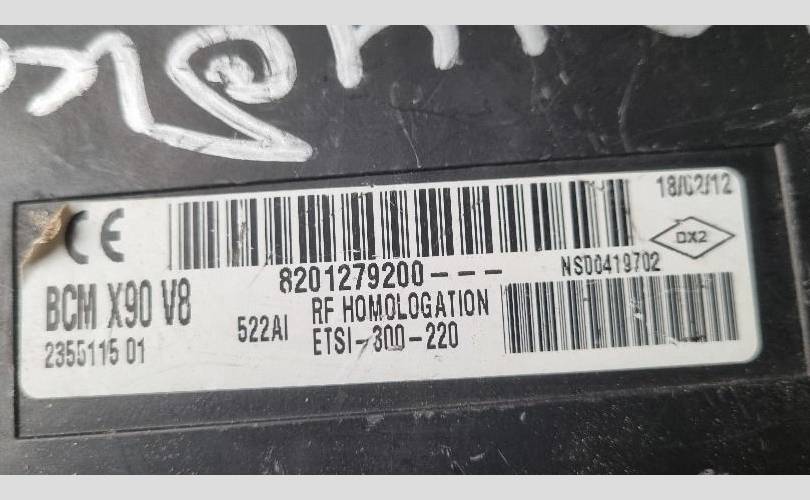 18/02/12
CE
DX2
8201279200---
NS00419702
BCM X90 V8
RF HOMOLOGATION
522AI
ETSI-300-220
2355115 01